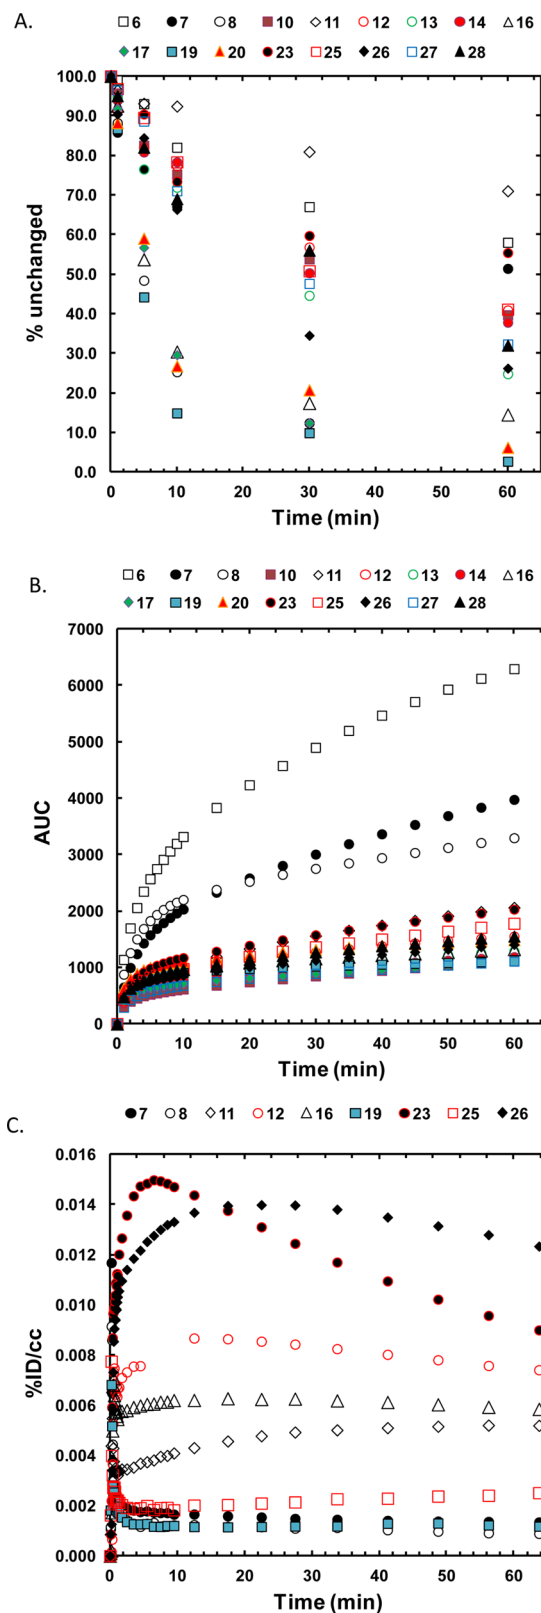 A.
6 7 8 10 11 12 13 14 16
17 19 20 23 25 26 27 28
100.0
90.0
80.0
70.0
60.0
50.0
40.0
30.0
20.0
10.0
0.0
% unchanged
0 10 20 30 40 50 60
Time (min)
B.
6 7 8 10 11 12 13 14 16
17 19 20 23 25 26 27 28
7000
6000
5000
4000
3000
2000
1000
0
AUC
0 10 20 30 40 50 60
Time (min)
C.
7 8 11 12 16 19 23 25 26
0.016
0.014
0.012
0.010
0.008
0.006
0.004
0.002
0.000
%ID/cc
0 10 20 30 40 50 60
Time (min)